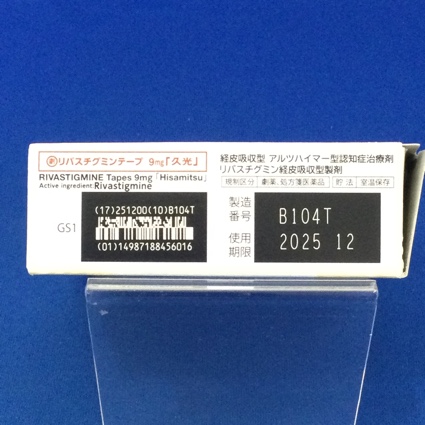 劇 リバスチグミンテープ 9mg「久光」
RIVASTIGMINE Tapes 9mg「Hisamitsu」
Active ingredient:Rivastigmine
GS1
(17)251200(10)B104T
(01)14987188456016
経皮吸収型 アルツハイマー型認知症治療剤
リバスチグミン経皮吸収型製剤
規制区分 劇薬、処方箋医薬品 貯法 室温保存
製造番号 B104T
使用期限 2025 12